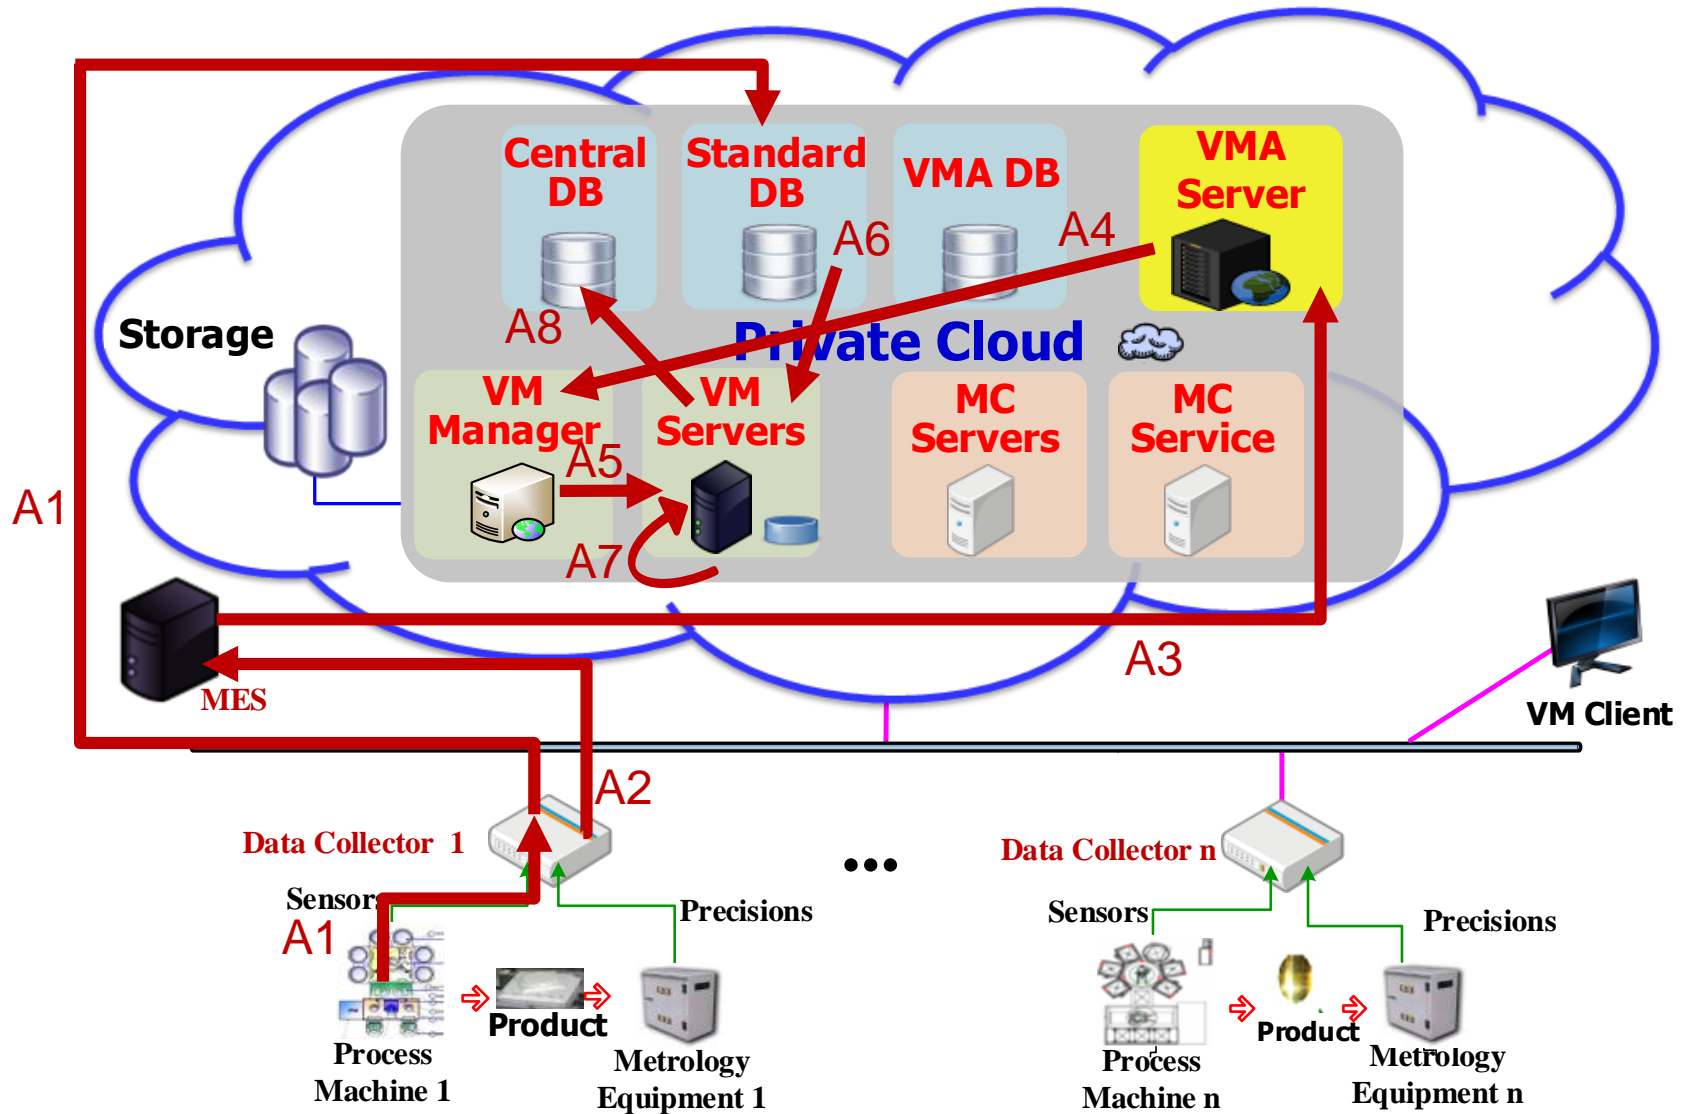 Central
DB
Standard
DB
VMA DB
VMA
Server
A6
A4
A8
Private Cloud
Storage
VM
Manager
VM
Servers
MC
Servers
MC
Service
A5
A7
A1
A3
MES
VM Client
A2
Data Collector 1
Data Collector n
Sensors
A1
Precisions
Sensors
Precisions
Product
Product
Process
Machine 1
Metrology
Equipment 1
Process
Machine n
Metrology
Equipment n